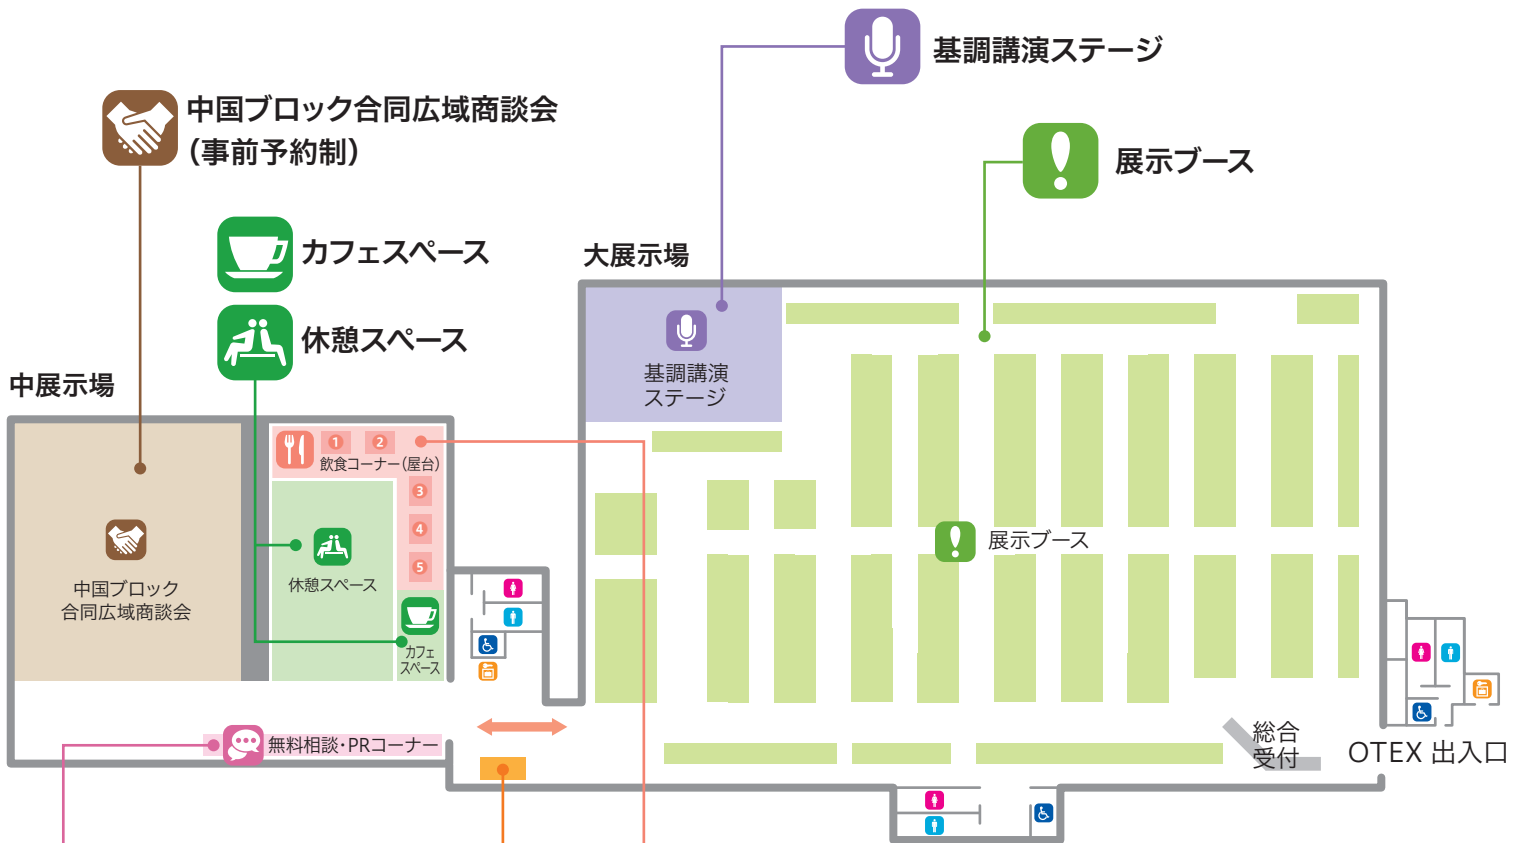 基調講演ステージ
中国ブロック合同広域商談会
（事前予約制）
展示ブース
カフェスペース
大展示場
休憩スペース
中展示場
基調講演
ステージ
1
2
飲食コーナー（屋台）
3
4
5
展示ブース
中国ブロック
合同広域商談会
休憩スペース
カフェ
スペース
無料相談・PRコーナー
総合
受付
OTEX 出入口